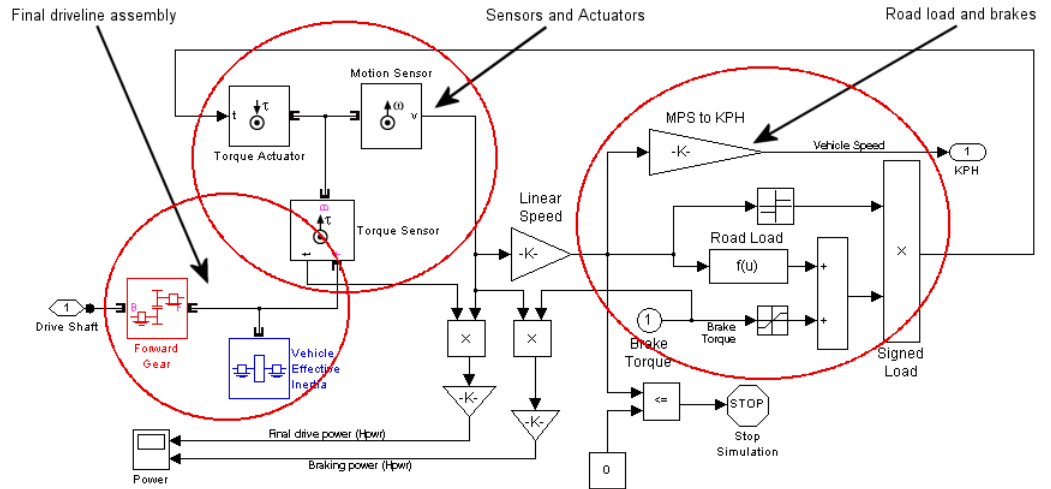 Final driveline assembly
Sensors and Actuators
Road load and brakes
Motion Sensor
MPS to KPH
t
τ
ω
v
-K-
Vehicle Speed
1
KPH
Torque Actuator
B
τ
Torque Sensor
t
F
Linear
Speed
-K-
Road Load
f(u)
+
×
1
Drive Shaft
B
F
Forward
Gear
Vehicle
Effective
Inertia
×
×
1
Brake
Torque
Brake
Torque
+
Signed
Load
-K-
-K-
<=
STOP
Stop
Simulation
Final drive power (Hpwr)
Braking power (Hpwr)
Power
0